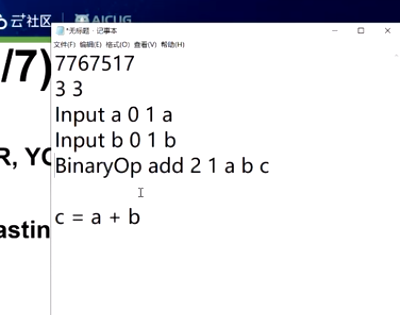 云社区 AICUG
*无标题 - 记事本
文件(F) 编辑(E) 格式(O) 查看(V) 帮助(H)
/7)
7767517
3 3
Input a 0 1 a
Input b 0 1 b
R, YO
BinaryOp add 2 1 a b c
c = a + b
astin